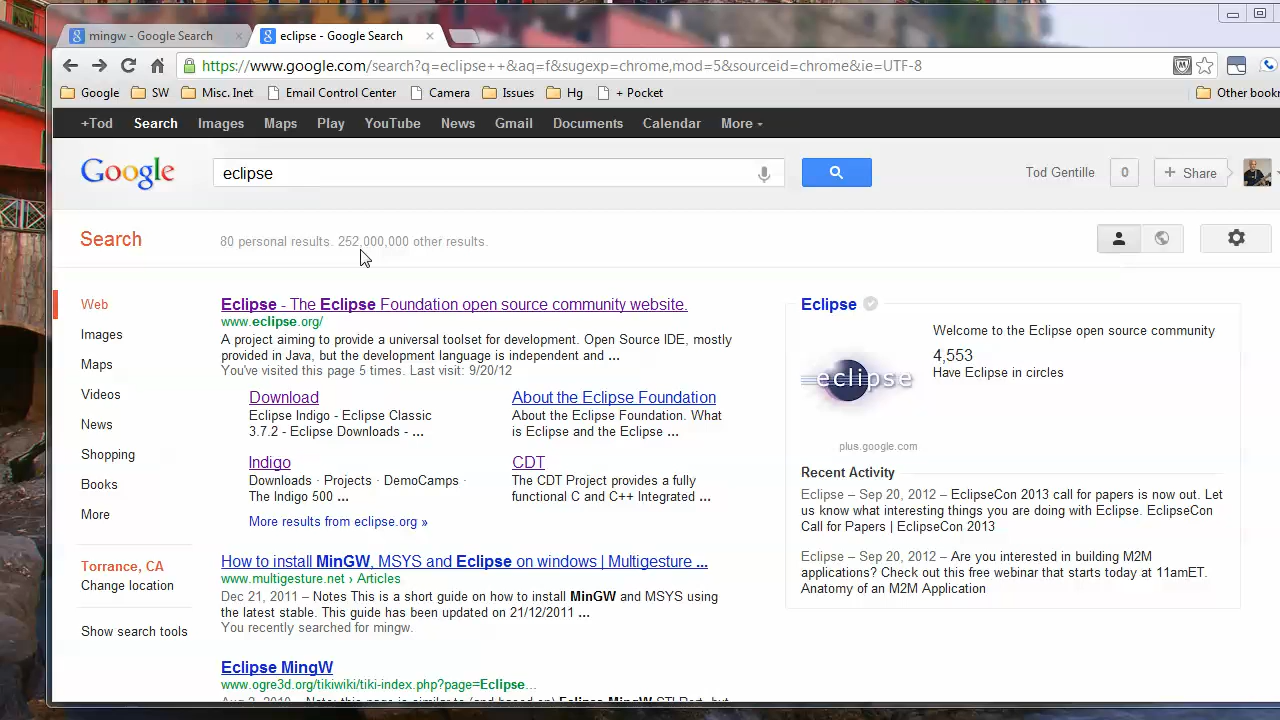 mingw - Google Search
eclipse - Google Search
https://www.google.com/search?q=eclipse++&aq=f&sugexp=chrome,mod=5&sourceid=chrome&ie=UTF-8
Google SW Misc. Inet Email Control Center Camera Issues Hg + Pocket Other bookr
+Tod Search Images Maps Play YouTube News Gmail Documents Calendar More
Google eclipse Tod Gentille 0 + Share
Search 80 personal results. 252,000,000 other results.
Web
Images
Maps
Videos
News
Shopping
Books
More
Torrance, CA
Change location
Show search tools
Eclipse - The Eclipse Foundation open source community website.
www.eclipse.org/
A project aiming to provide a universal toolset for development. Open Source IDE, mostly
provided in Java, but the development language is independent and ...
You've visited this page 5 times. Last visit: 9/20/12
Download
Eclipse Indigo - Eclipse Classic
3.7.2 - Eclipse Downloads - ...
About the Eclipse Foundation
About the Eclipse Foundation. What
is Eclipse and the Eclipse ...
Indigo
Downloads · Projects · DemoCamps ·
The Indigo 500 ...
CDT
The CDT Project provides a fully
functional C and C++ Integrated ...
More results from eclipse.org »
How to install MinGW, MSYS and Eclipse on windows | Multigesture ...
www.multigesture.net › Articles
Dec 21, 2011 – Notes This is a short guide on how to install MinGW and MSYS using
the latest stable. This guide has been updated on 21/12/2011 ...
You recently searched for mingw.
Eclipse MingW
www.ogre3d.org/tikiwiki/tiki-index.php?page=Eclipse...
Eclipse
Welcome to the Eclipse open source community
4,553
Have Eclipse in circles
eclipse
plus.google.com
Recent Activity
Eclipse – Sep 20, 2012 – EclipseCon 2013 call for papers is now out. Let
us know what interesting things you are doing with Eclipse. EclipseCon
Call for Papers | EclipseCon 2013
Eclipse – Sep 20, 2012 – Are you interested in building M2M
applications? Check out this free webinar that starts today at 11amET.
Anatomy of an M2M Application